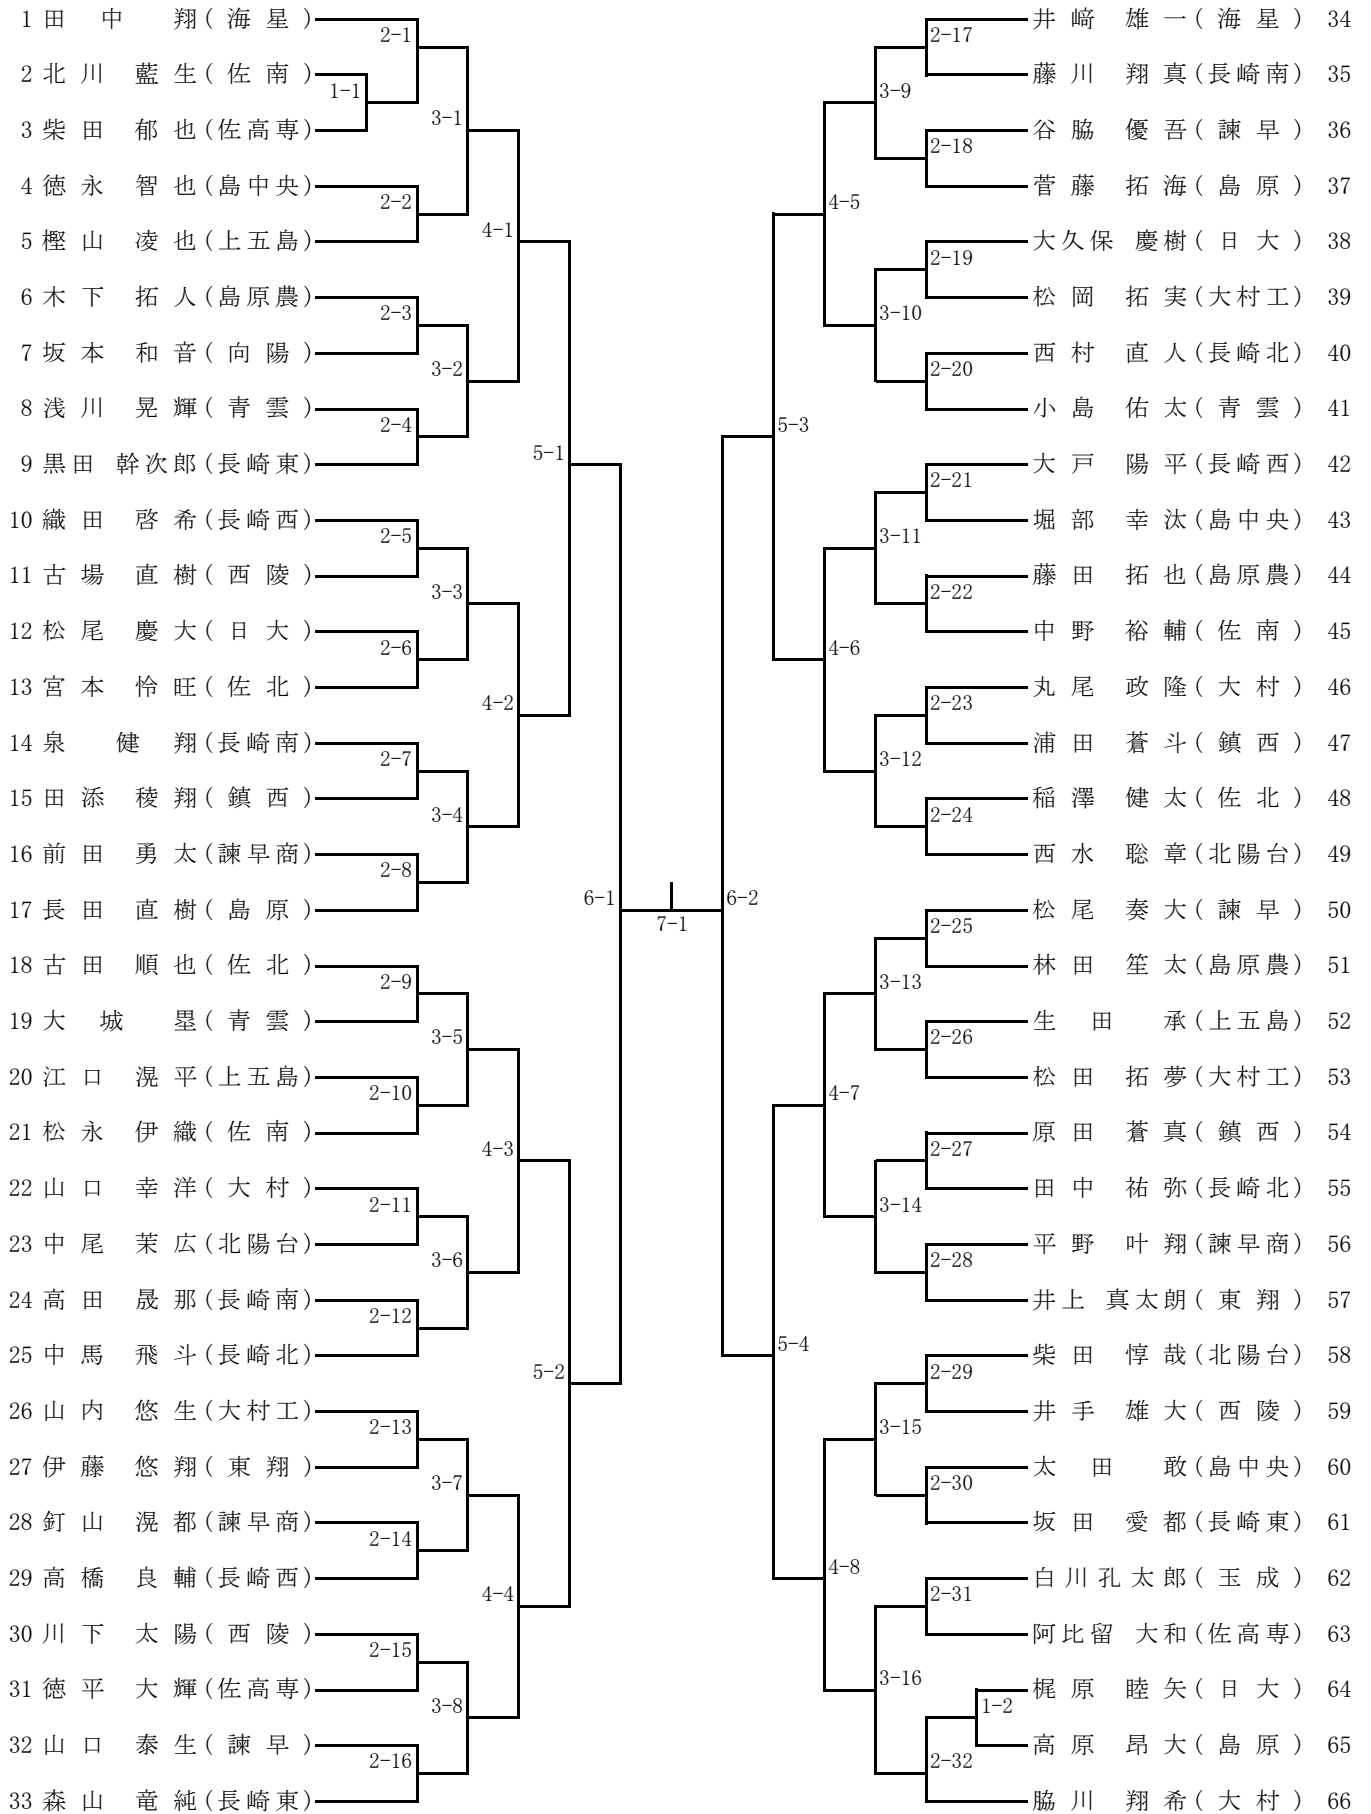 1 田中 翔(海星)
2-1
2 北川 藍生(佐南)
1-1
3 柴田 郁也(佐高専)
3-1
4 徳永 智也(島中央)
2-2
5 樫山 凌也(上五島)
4-1
6 木下 拓人(島原農)
2-3
7 坂本 和音(向陽)
3-2
8 浅川 晃輝(青雲)
2-4
9 黒田 幹次郎(長崎東)
5-1
10 織田 啓希(長崎西)
2-5
11 古場 直樹(西陵)
3-3
12 松尾 慶大(日大)
2-6
13 宮本 怜旺(佐北)
4-2
14 泉 健翔(長崎南)
2-7
15 田添 稜翔(鎮西)
3-4
16 前田 勇太(諫早商)
2-8
17 長田 直樹(島原)
6-1
7-1
18 古田 順也(佐北)
2-9
19 大城 塁(青雲)
3-5
20 江口 滉平(上五島)
2-10
21 松永 伊織(佐南)
4-3
22 山口 幸洋(大村)
2-11
23 中尾 茉広(北陽台)
3-6
24 高田 晟那(長崎南)
2-12
25 中馬 飛斗(長崎北)
5-2
26 山内 悠生(大村工)
2-13
27 伊藤 悠翔(東翔)
3-7
28 釘山 滉都(諫早商)
2-14
29 高橋 良輔(長崎西)
4-4
30 川下 太陽(西陵)
2-15
31 徳平 大輝(佐高専)
3-8
32 山口 泰生(諫早)
2-16
33 森山 竜純(長崎東)
井﨑 雄一(海星) 34
2-17
藤川 翔真(長崎南) 35
3-9
谷脇 優吾(諫早) 36
2-18
菅藤 拓海(島原) 37
4-5
大久保 慶樹(日大) 38
2-19
松岡 拓実(大村工) 39
3-10
西村 直人(長崎北) 40
2-20
小島 佑太(青雲) 41
5-3
大戸 陽平(長崎西) 42
2-21
堀部 幸汰(島中央) 43
3-11
藤田 拓也(島原農) 44
2-22
中野 裕輔(佐南) 45
4-6
丸尾 政隆(大村) 46
2-23
浦田 蒼斗(鎮西) 47
3-12
稲澤 健太(佐北) 48
2-24
西水 聡章(北陽台) 49
6-2
松尾 奏大(諫早) 50
2-25
林田 笙太(島原農) 51
3-13
生田 承(上五島) 52
2-26
松田 拓夢(大村工) 53
4-7
原田 蒼真(鎮西) 54
2-27
田中 祐弥(長崎北) 55
3-14
平野 叶翔(諫早商) 56
2-28
井上 真太朗(東翔) 57
5-4
柴田 惇哉(北陽台) 58
2-29
井手 雄大(西陵) 59
3-15
太田 敢(島中央) 60
2-30
坂田 愛都(長崎東) 61
4-8
白川孔太郎(玉成) 62
2-31
阿比留 大和(佐高専) 63
3-16
梶原 睦矢(日大) 64
1-2
高原 昂大(島原) 65
2-32
脇川 翔希(大村) 66